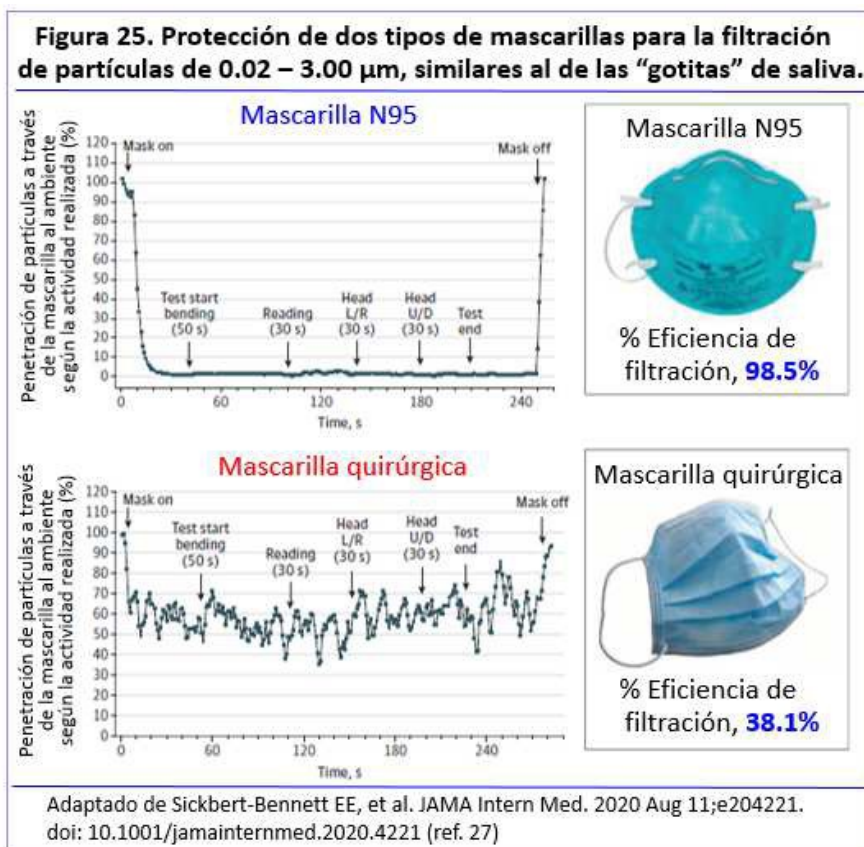 Figura 25. Protección de dos tipos de mascarillas para la filtración
de partículas de 0.02 – 3.00 µm, similares al de las “gotitas” de saliva.
Mascarilla N95
Penetración de partículas a través
de la mascarilla al ambiente
según la actividad realizada (%)
120
110
100
90
80
70
60
50
40
30
20
10
0
Mask on
Test start
bending
(50 s)
Reading
(30 s)
Head
L/R
(30 s)
Head
U/D
(30 s)
Test
end
Mask off
0
60
120
180
240
Time, s
Mascarilla N95
% Eficiencia de
filtración, 98.5%
Mascarilla quirúrgica
Penetración de partículas a través
de la mascarilla al ambiente
según la actividad realizada (%)
120
110
100
90
80
70
60
50
40
30
20
10
0
Mask on
Test start
bending
(50 s)
Reading
(30 s)
Head
L/R
(30 s)
Head
U/D
(30 s)
Test
end
Mask off
0
60
120
180
240
Time, s
Mascarilla quirúrgica
% Eficiencia de
filtración, 38.1%
Adaptado de Sickbert-Bennett EE, et al. JAMA Intern Med. 2020 Aug 11;e204221.
doi: 10.1001/jamainternmed.2020.4221 (ref. 27)